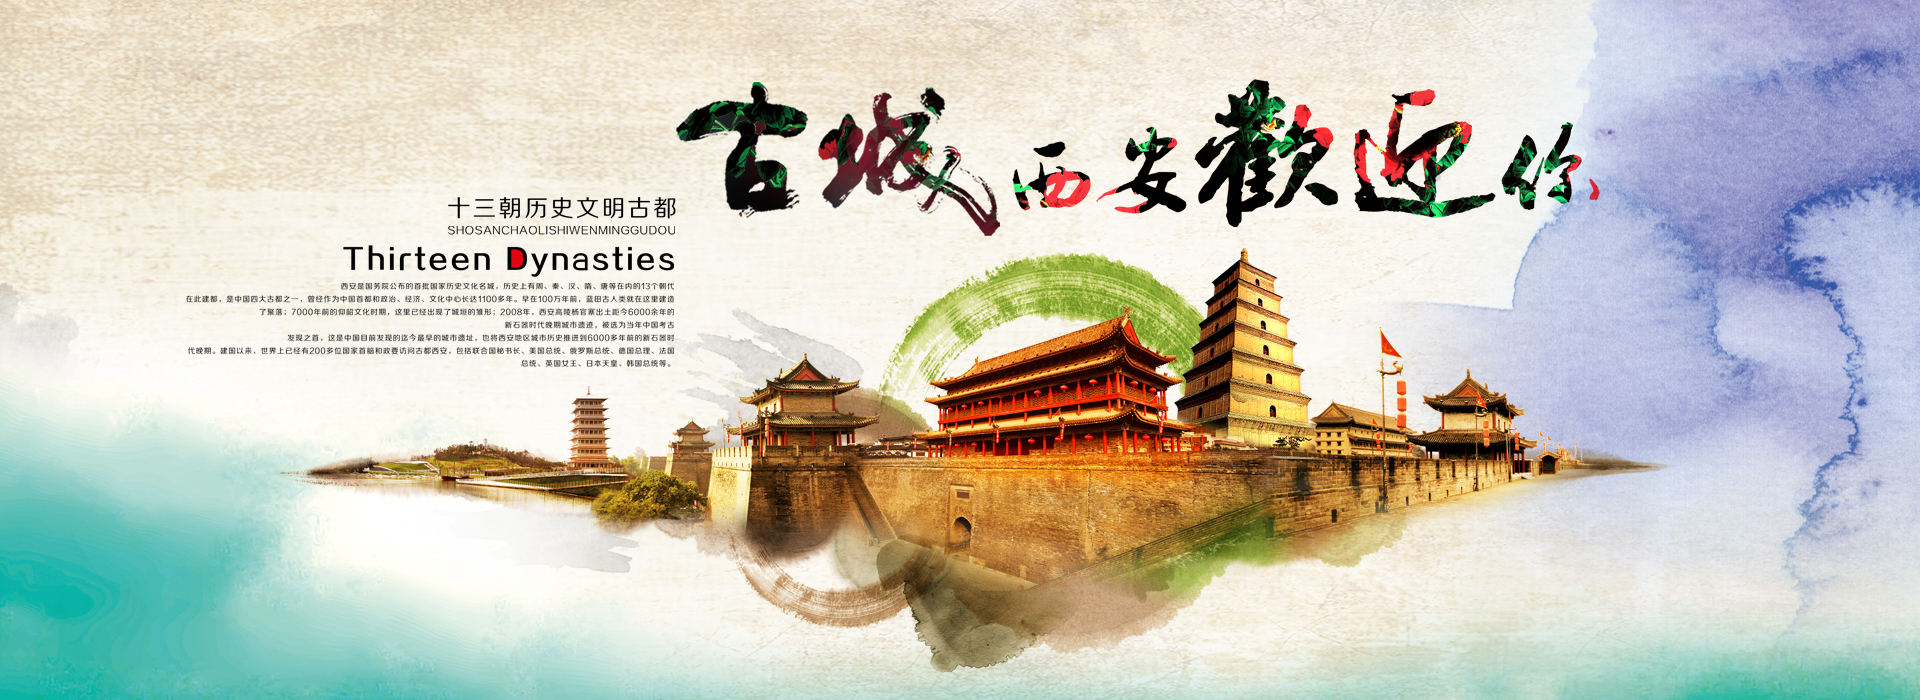 古城西安歡迎你
十三朝历史文明古都
SHOSANCHAOLISHIWENMINGGUDOU
Thirteen Dynasties
西安是国务院公布的首批国家历史文化名城，历史上有周、秦、汉、隋、唐等在内的13个朝代
在此建都，是中国四大古都之一，曾经作为中国首都和政治、经济、文化中心长达1100多年。早在100万年前，蓝田古人类就在这里建造
了聚落；7000年前的仰韶文化时期，这里已经出现了城垣的雏形；2008年，西安高陵杨官寨出土距今6000余年的
新石器时代晚期城市遗迹，被选为当年中国考古
发现之首，这是中国目前发现的迄今最早的城市遗址，也将西安地区城市历史推进到6000多年前的新石器时
代晚期。建国以来，世界上已经有200多位国家首脑和政要访问古都西安，包括联合国秘书长、美国总统、俄罗斯总统、德国总理、法国
总统、英国女王、日本天皇、韩国总统等。